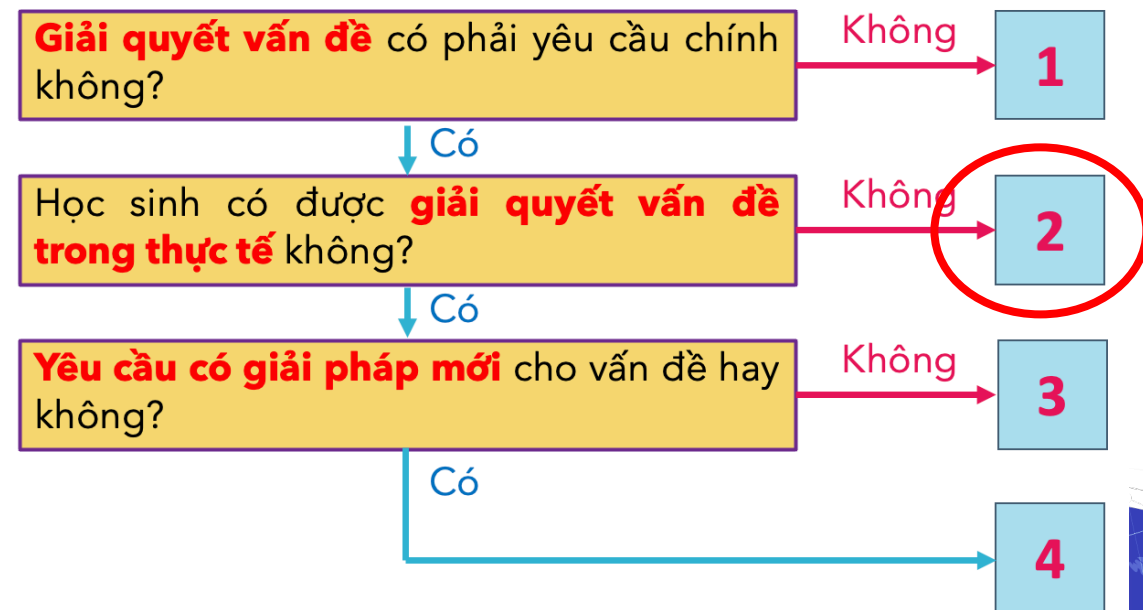 Giải quyết vấn đề có phải yêu cầu chính
không?
Không
1
Có
Học sinh có được giải quyết vấn đề
trong thực tế không?
Không
2
Có
Yêu cầu có giải pháp mới cho vấn đề hay
không?
Không
3
Có
4